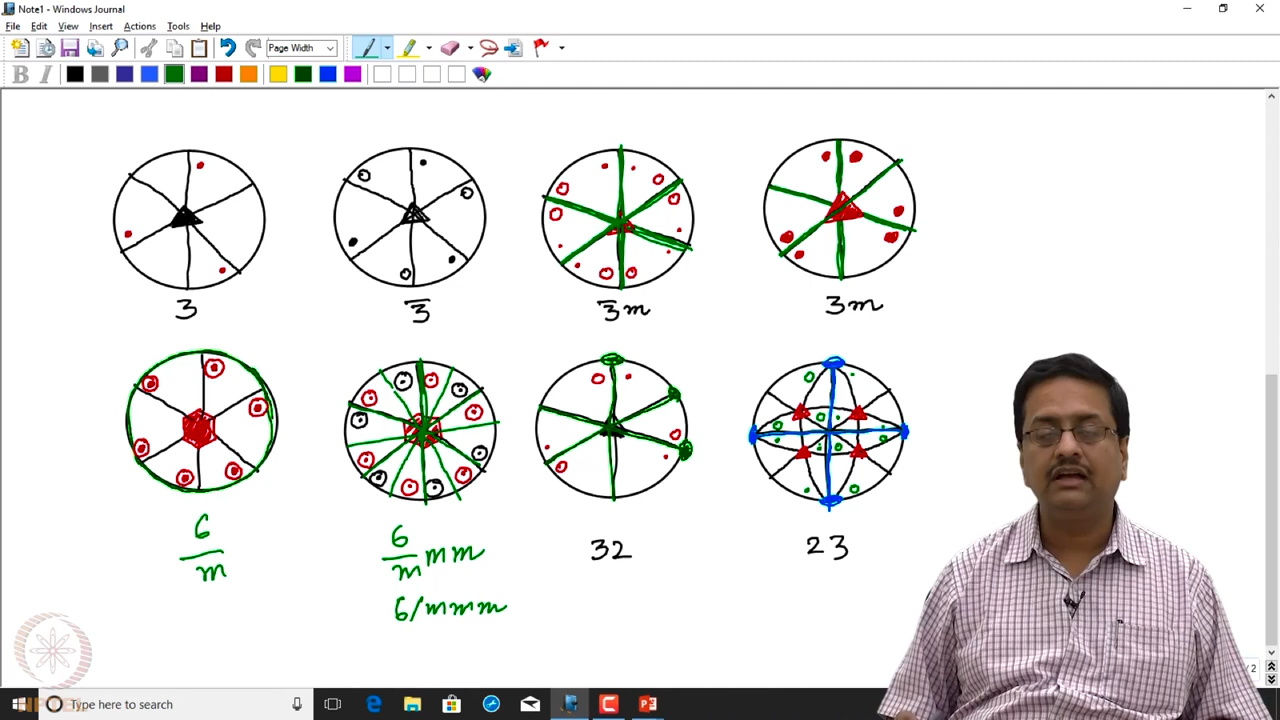 Note1 - Windows Journal
File Edit View Insert Actions Tools Help
Page Width
B I
3
3̅
3̅m
3m
6/m
6/m mm
6/mmm
32
23
/2
Type here to search